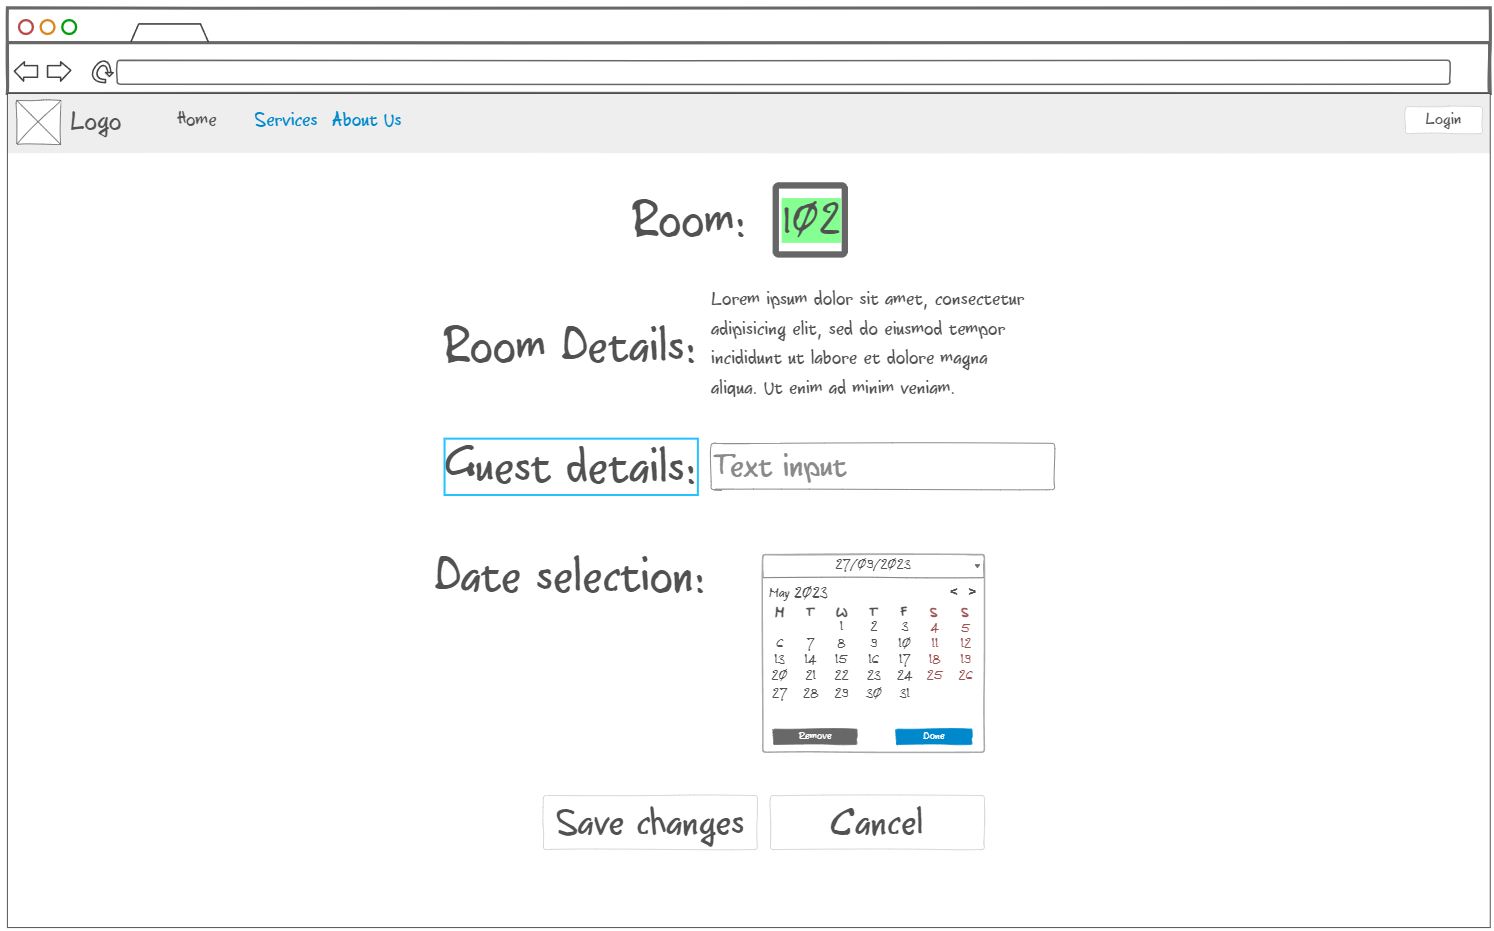 Logo Home Services About Us Login
Room: 102
Room Details:
Lorem ipsum dolor sit amet, consectetur
adipisicing elit, sed do eiusmod tempor
incididunt ut labore et dolore magna
aliqua. Ut enim ad minim veniam.
Guest details: Text input
Date selection:
27/09/2023
May 2023 < >
M T W T F S S
1 2 3 4 5
6 7 8 9 10 11 12
13 14 15 16 17 18 19
20 21 22 23 24 25 26
27 28 29 30 31
Remove Done
Save changes Cancel